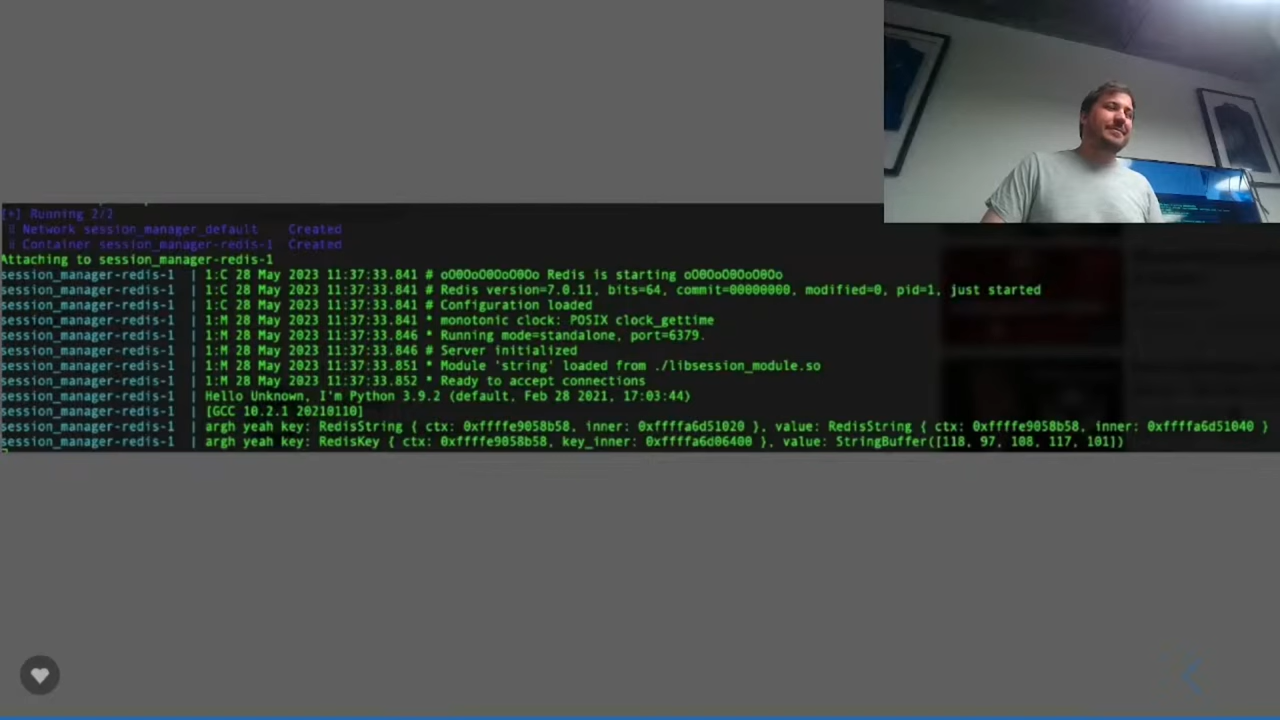 [+] Running 2/2
Network session_manager_default Created
Container session_manager-redis-1 Created
Attaching to session_manager-redis-1
session_manager-redis-1 | 1:C 28 May 2023 11:37:33.841 # oO0OoO0OoO0Oo Redis is starting oO0OoO0OoO0Oo
session_manager-redis-1 | 1:C 28 May 2023 11:37:33.841 # Redis version=7.0.11, bits=64, commit=00000000, modified=0, pid=1, just started
session_manager-redis-1 | 1:C 28 May 2023 11:37:33.841 # Configuration loaded
session_manager-redis-1 | 1:M 28 May 2023 11:37:33.841 * monotonic clock: POSIX clock_gettime
session_manager-redis-1 | 1:M 28 May 2023 11:37:33.846 * Running mode=standalone, port=6379.
session_manager-redis-1 | 1:M 28 May 2023 11:37:33.846 # Server initialized
session_manager-redis-1 | 1:M 28 May 2023 11:37:33.851 * Module 'string' loaded from ./libsession_module.so
session_manager-redis-1 | 1:M 28 May 2023 11:37:33.852 * Ready to accept connections
session_manager-redis-1 | Hello Unknown, I'm Python 3.9.2 (default, Feb 28 2021, 17:03:44)
session_manager-redis-1 | [GCC 10.2.1 20210110]
session_manager-redis-1 | argh yeah key: RedisString { ctx: 0xffffe9058b58, inner: 0xffffa6d51020 }, value: RedisString { ctx: 0xffffe9058b58, inner: 0xffffa6d51040 }
session_manager-redis-1 | argh yeah key: RedisKey { ctx: 0xffffe9058b58, key_inner: 0xffffa6d06400 }, value: StringBuffer([118, 97, 108, 117, 101])